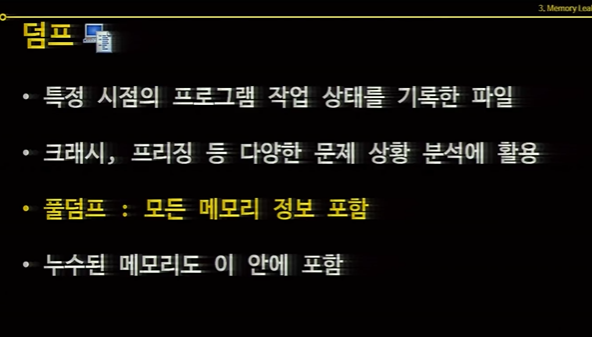 3. Memory Leak
덤프
• 특정 시점의 프로그램 작업 상태를 기록한 파일
• 크래시, 프리징 등 다양한 문제 상황 분석에 활용
• 풀덤프 : 모든 메모리 정보 포함
• 누수된 메모리도 이 안에 포함